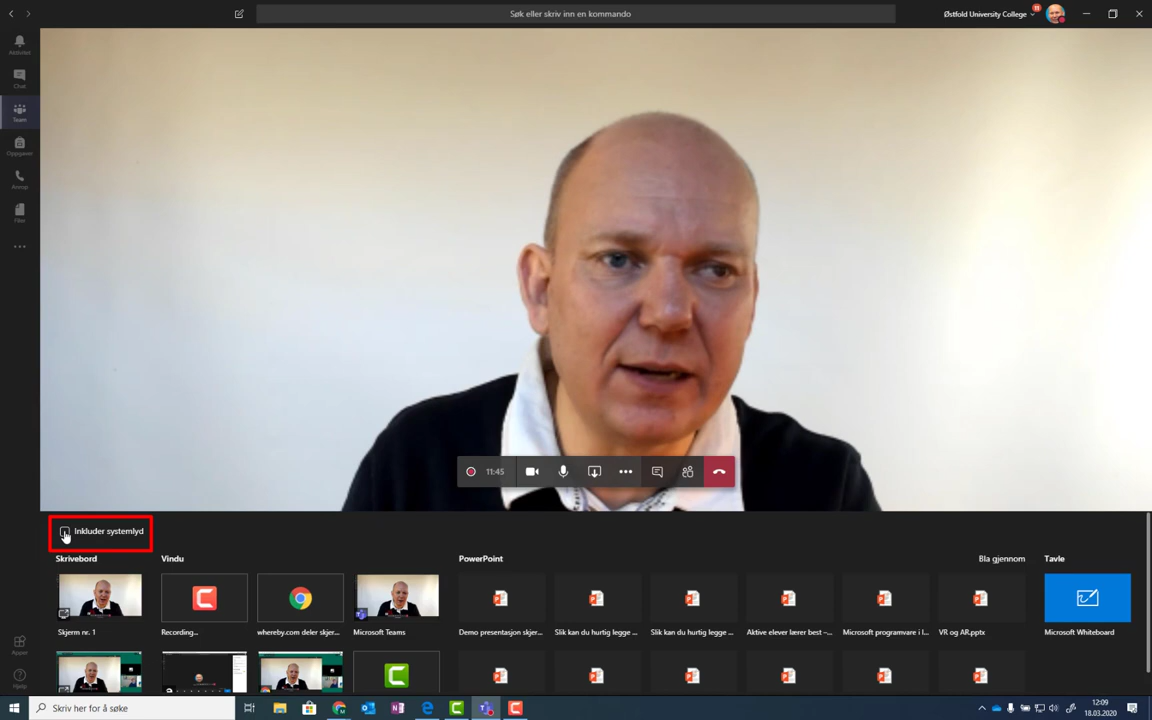 Søk eller skriv inn en kommando
Østfold University College
Aktivitet
Chat
Team
Oppgaver
Anrop
Filer
11:45
Inkluder systemlyd
Skrivebord
Vindu
PowerPoint
Bla gjennom
Tavle
Skjerm nr. 1
Recording...
whereby.com deler skjer...
Microsoft Teams
Demo presentasjon skjer...
Slik kan du hurtig legge ...
Slik kan du hurtig legge ...
Aktive elever lærer best –...
Microsoft programvare i l...
VR og AR.pptx
Microsoft Whiteboard
Apper
Hjelp
Skriv her for å søke
12:09
18.03.2020